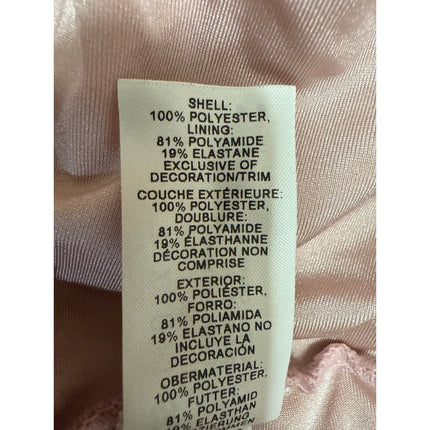 SHELL:
100% POLYESTER,
LINING:
81% POLYAMIDE
19% ELASTANE
EXCLUSIVE OF
DECORATION/TRIM
COUCHE EXTÉRIEURE:
100% POLYESTER,
DOUBLURE:
81% POLYAMIDE
19% ÉLASTHANNE
DÉCORATION NON
COMPRISE
EXTERIOR:
100% POLIÉSTER,
FORRO:
81% POLIAMIDA
19% ELASTANO NO
INCLUYE LA
DECORACIÓN
OBERMATERIAL:
100% POLYESTER,
FUTTER:
81% POLYAMID
19% ELASTHAN